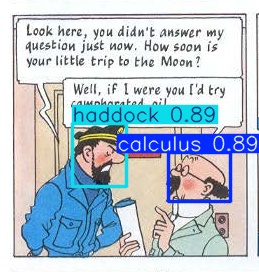 Look here, you didn't answer my
question just now. How soon is
your little trip to the Moon?
Well, if I were you I'd try
camphorated oil
haddock 0.89
calculus 0.89